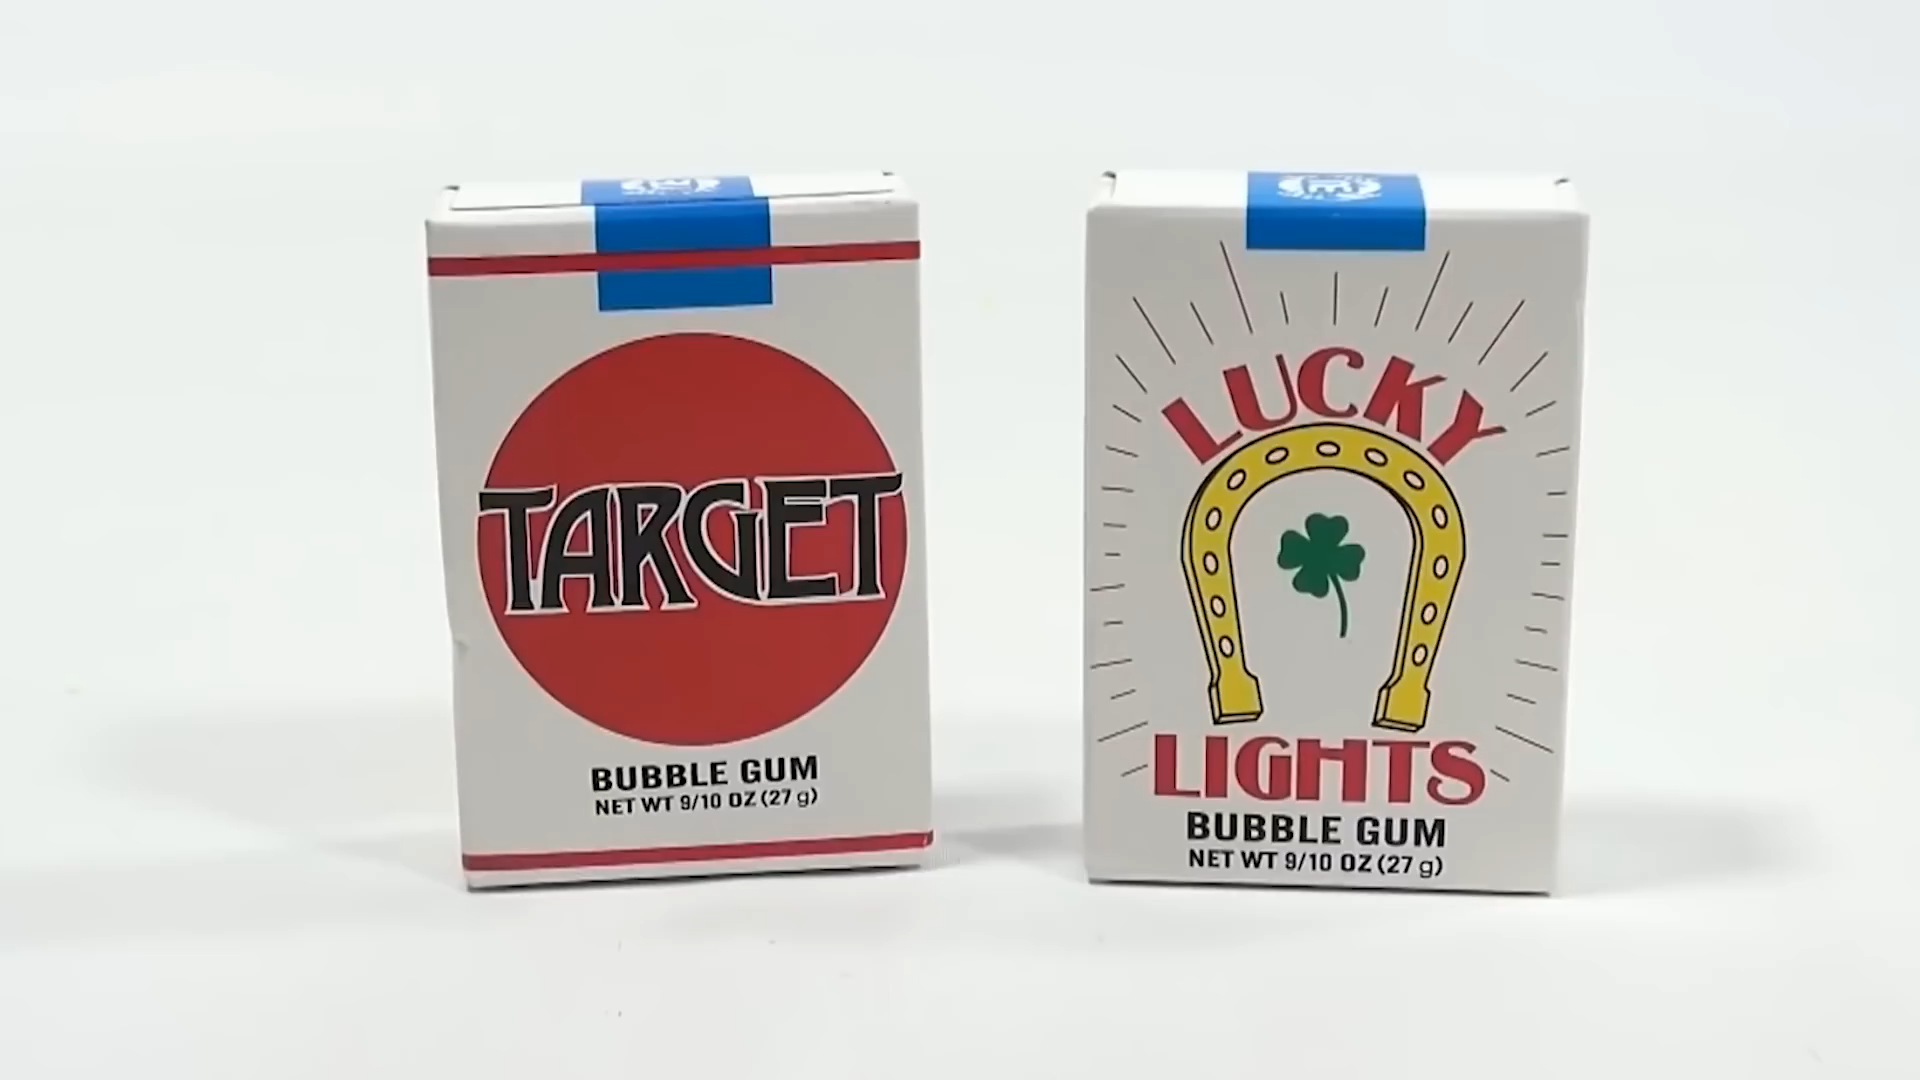 TARGET
BUBBLE GUM
NET WT 9/10 OZ (27 g)
LUCKY
LIGHTS
BUBBLE GUM
NET WT 9/10 OZ (27 g)